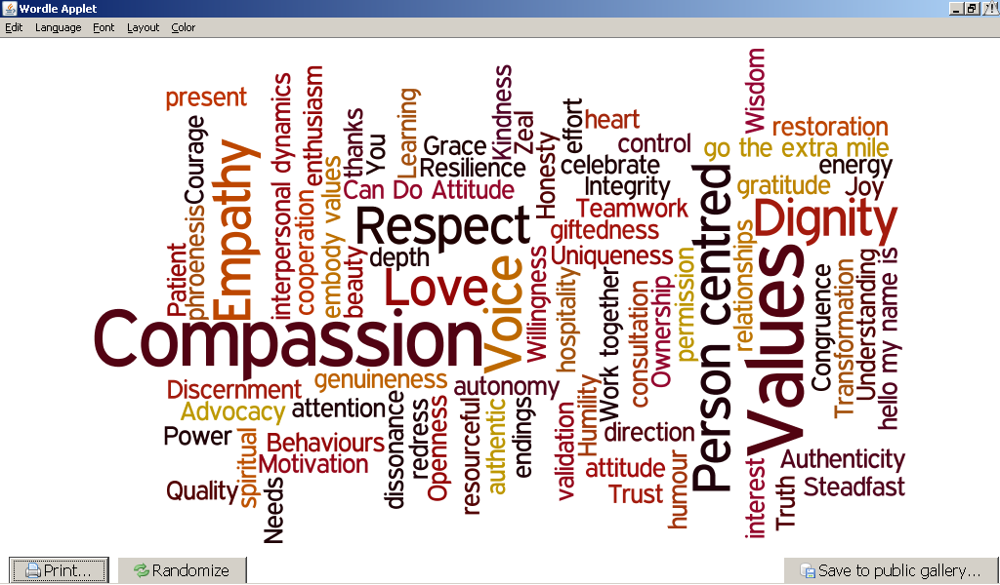 Wordle Applet
Edit Language Font Layout Color
present
Courage
phroenesis
Patient
Empathy
interpersonal dynamics
enthusiasm
cooperation
embody values
thanks
You
beauty
Learning
Grace
Resilience
Can Do Attitude
Respect
depth
Love
Kindness
Zeal
Honesty
effort
heart
control
celebrate
Integrity
Teamwork
giftedness
Uniqueness
Voice
Willingness
hospitality
Work together
consultation
Ownership
permission
Person centred
Wisdom
restoration
go the extra mile
energy
gratitude
Joy
Dignity
relationships
Values
Congruence
Transformation
Understanding
hello my name is
Compassion
Discernment
genuineness
autonomy
Advocacy
attention
Power
spiritual
Behaviours
Motivation
Quality
Needs
dissonance
redress
Openness
resourceful
authentic
endings
validation
Humility
direction
attitude
Trust
humour
interest
Truth
Authenticity
Steadfast
Print...
Randomize
Save to public gallery...